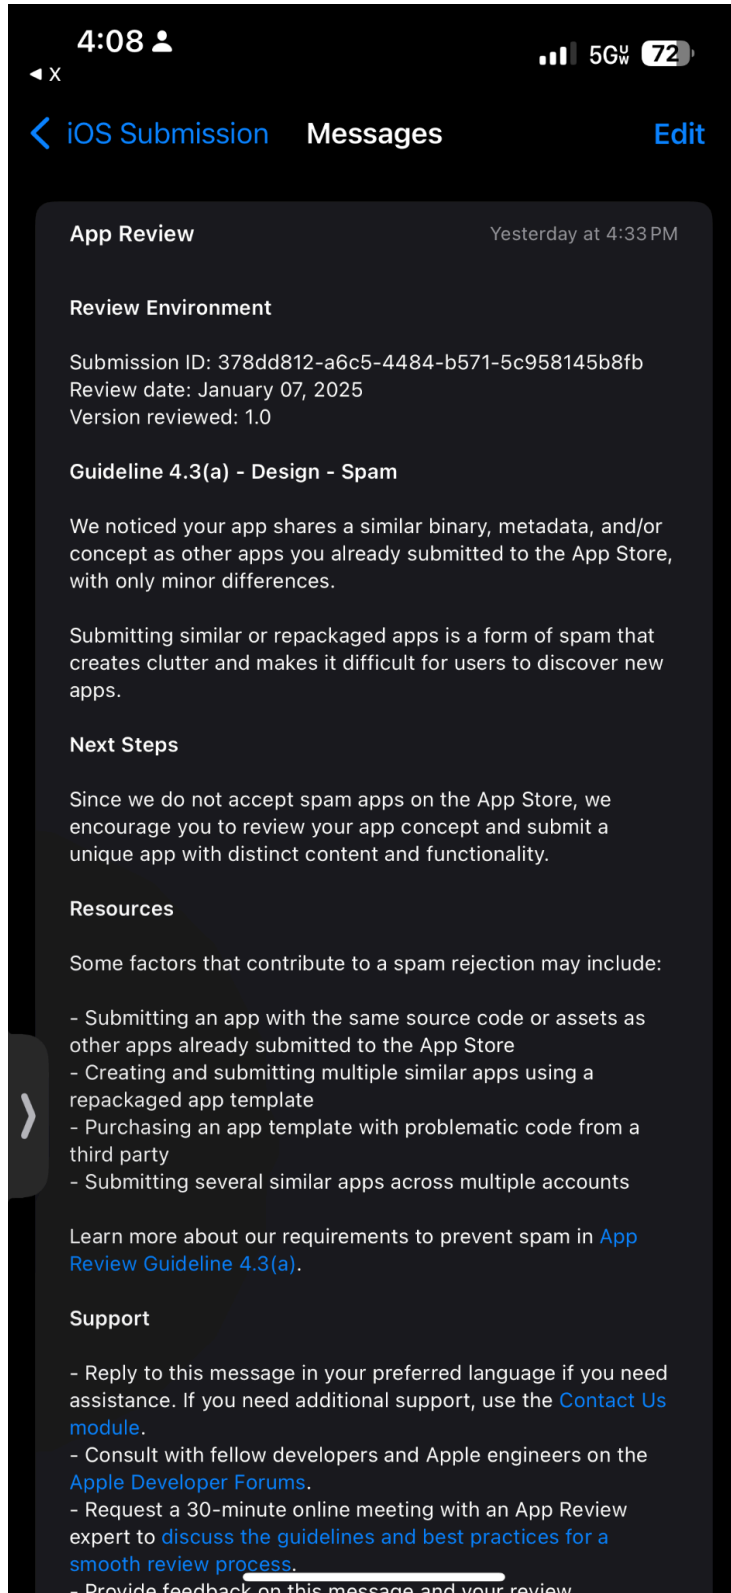 4:08
◀ X
5GUW 72
iOS Submission Messages Edit
App Review Yesterday at 4:33 PM
Review Environment
Submission ID: 378dd812-a6c5-4484-b571-5c958145b8fb
Review date: January 07, 2025
Version reviewed: 1.0
Guideline 4.3(a) - Design - Spam
We noticed your app shares a similar binary, metadata, and/or
concept as other apps you already submitted to the App Store,
with only minor differences.
Submitting similar or repackaged apps is a form of spam that
creates clutter and makes it difficult for users to discover new
apps.
Next Steps
Since we do not accept spam apps on the App Store, we
encourage you to review your app concept and submit a
unique app with distinct content and functionality.
Resources
Some factors that contribute to a spam rejection may include:
- Submitting an app with the same source code or assets as
other apps already submitted to the App Store
- Creating and submitting multiple similar apps using a
repackaged app template
- Purchasing an app template with problematic code from a
third party
- Submitting several similar apps across multiple accounts
Learn more about our requirements to prevent spam in App
Review Guideline 4.3(a).
Support
- Reply to this message in your preferred language if you need
assistance. If you need additional support, use the Contact Us
module.
- Consult with fellow developers and Apple engineers on the
Apple Developer Forums.
- Request a 30-minute online meeting with an App Review
expert to discuss the guidelines and best practices for a
smooth review process.
- Provide feedback on this message and your review